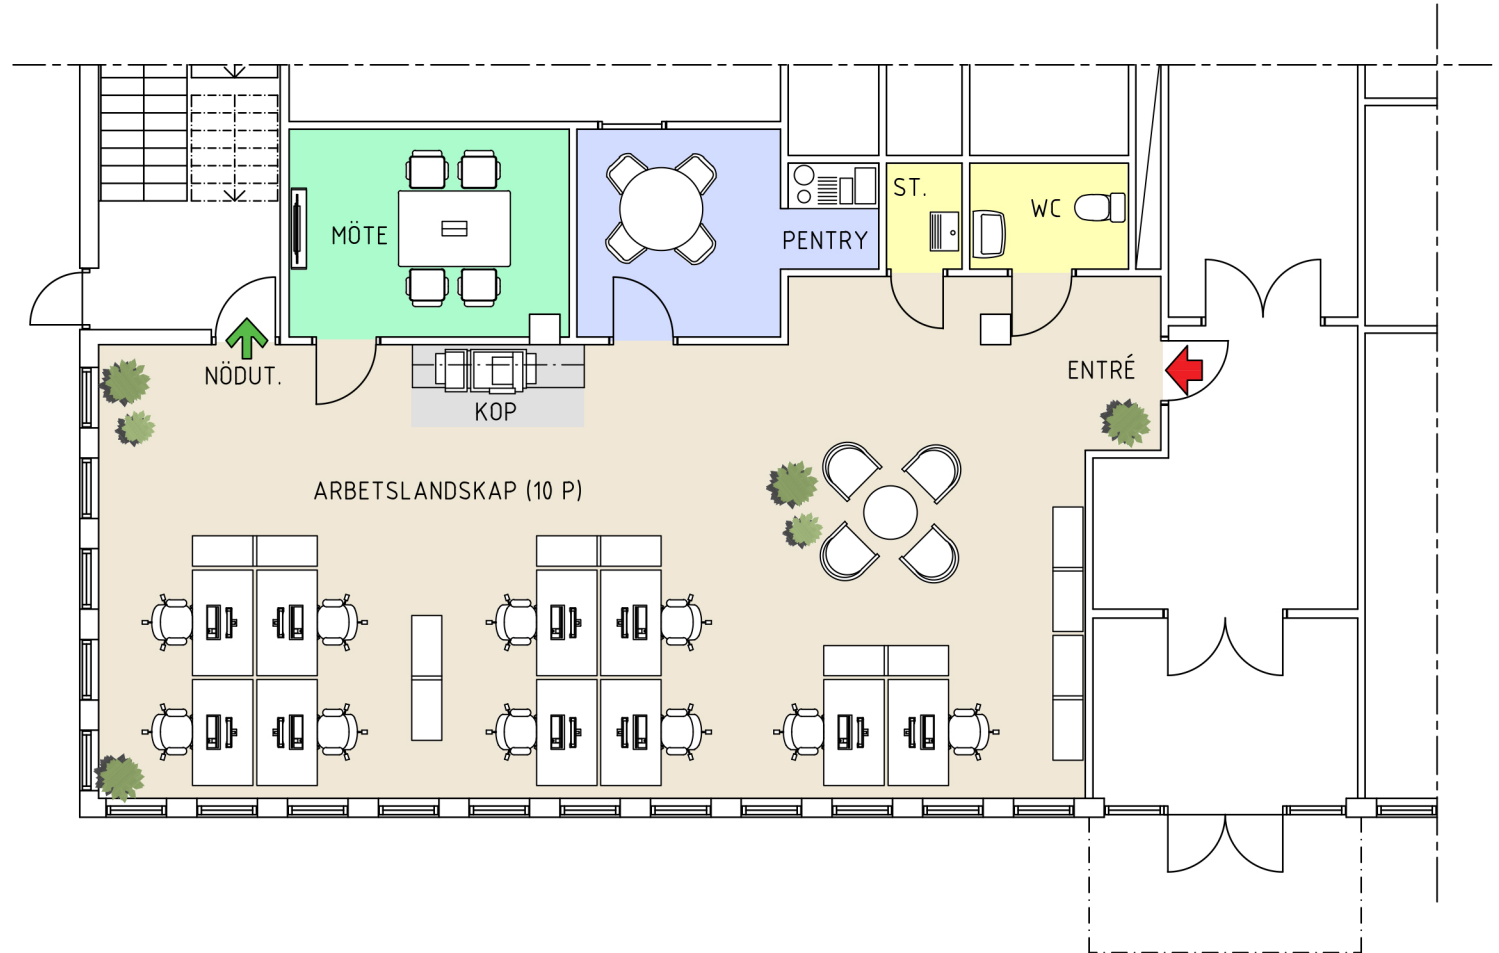 ST.
WC
MÖTE
PENTRY
NÖDUT.
ENTRÉ
KOP
ARBETSLANDSKAP (10 P)